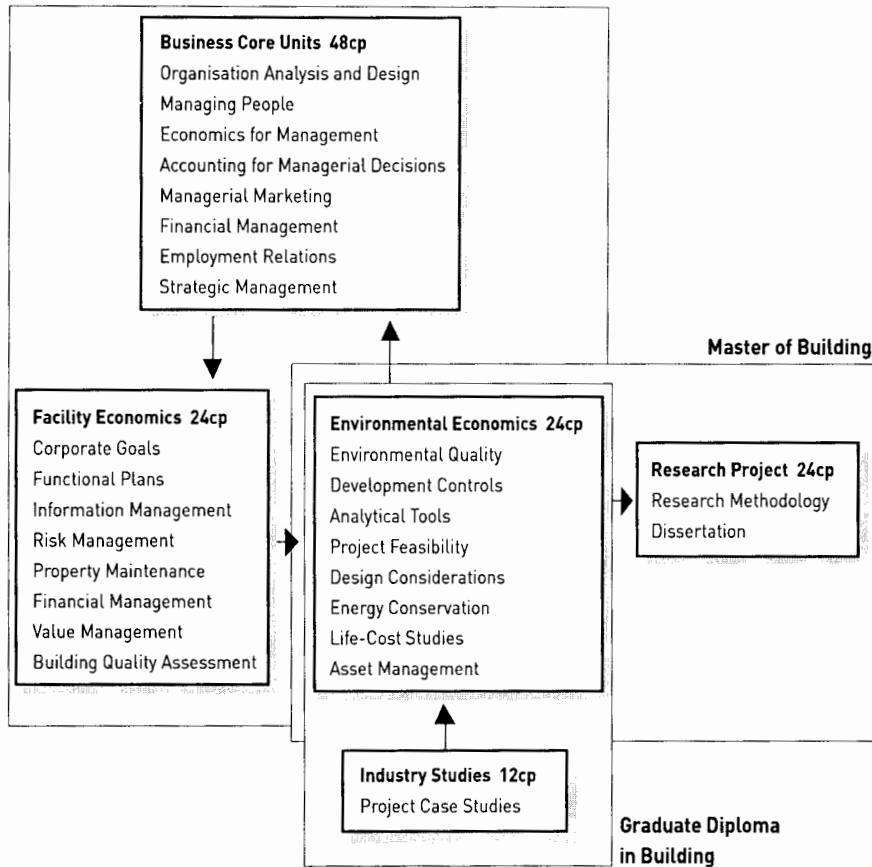 Business Core Units 48cp
Organisation Analysis and Design
Managing People
Economics for Management
Accounting for Managerial Decisions
Managerial Marketing
Financial Management
Employment Relations
Strategic Management
Master of Building
Facility Economics 24cp
Corporate Goals
Functional Plans
Information Management
Risk Management
Property Maintenance
Financial Management
Value Management
Building Quality Assessment
Environmental Economics 24cp
Environmental Quality
Development Controls
Analytical Tools
Project Feasibility
Design Considerations
Energy Conservation
Life-Cost Studies
Asset Management
Research Project 24cp
Research Methodology
Dissertation
Industry Studies 12cp
Project Case Studies
Graduate Diploma
in Building